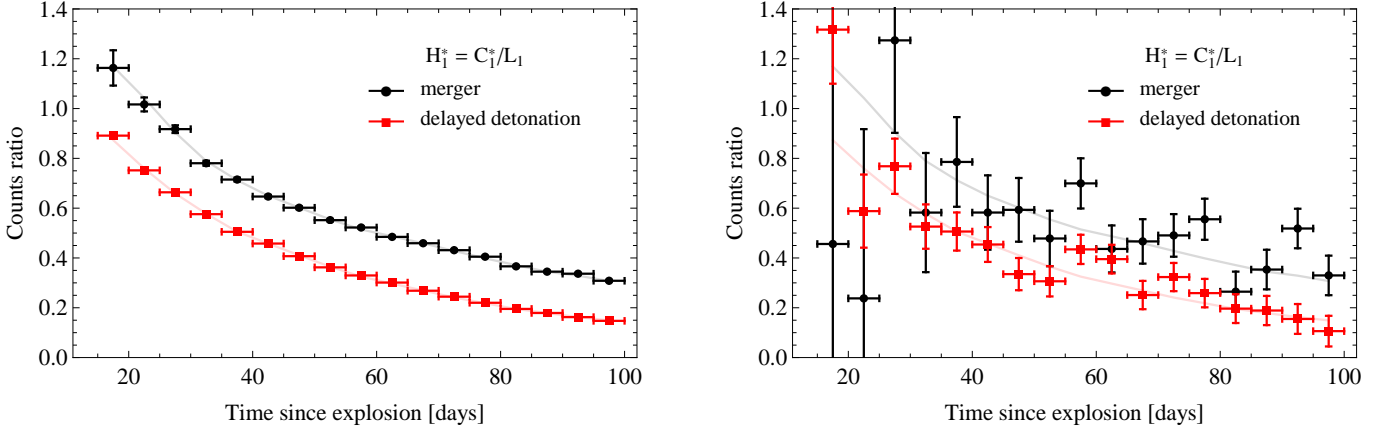 H₁* = C₁*/L₁
merger
delayed detonation
Counts ratio
1.4
1.2
1.0
0.8
0.6
0.4
0.2
0.0
20 40 60 80 100
Time since explosion [days]
H₁* = C₁*/L₁
merger
delayed detonation
Counts ratio
1.4
1.2
1.0
0.8
0.6
0.4
0.2
0.0
20 40 60 80 100
Time since explosion [days]